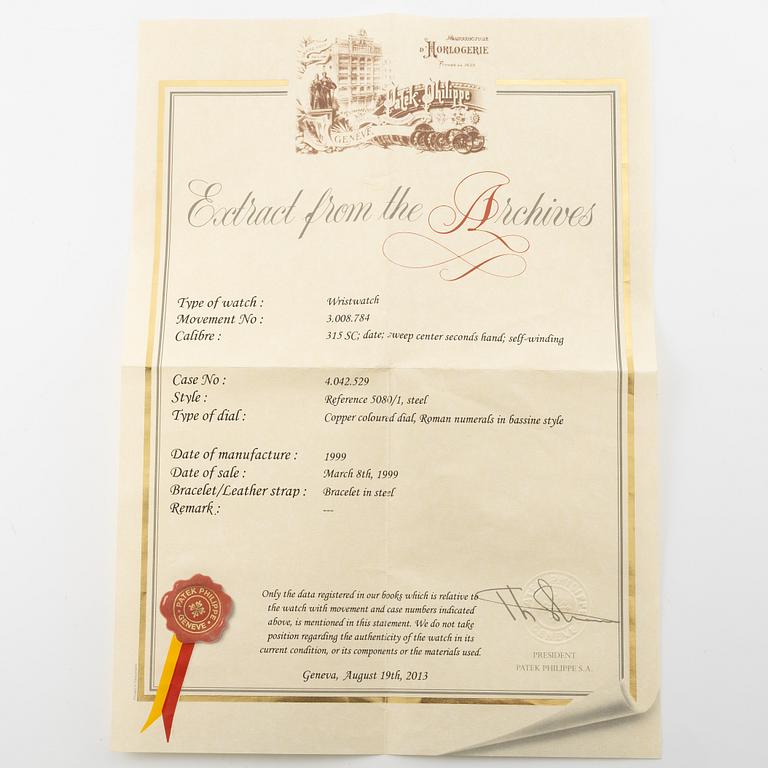 Manufacture
D'HORLOGERIE
Patek Philippe
GENÈVE
Extract from the Archives
Type of watch : Wristwatch
Movement No : 3.008.784
Calibre : 315 SC; date; sweep center seconds hand; self-winding
Case No : 4.042.529
Style : Reference 5080/1, steel
Type of dial : Copper coloured dial, Roman numerals in bassine style
Date of manufacture : 1999
Date of sale : March 8th, 1999
Bracelet/Leather strap : Bracelet in steel
Remark : ---
Only the data registered in our books which is relative to
the watch with movement and case numbers indicated
above, is mentioned in this statement. We do not take
position regarding the authenticity of the watch in its
current condition, or its components or the materials used.
Geneva, August 19th, 2013
PATEK PHILIPPE
GENEVE
PRESIDENT
PATEK PHILIPPE S.A.